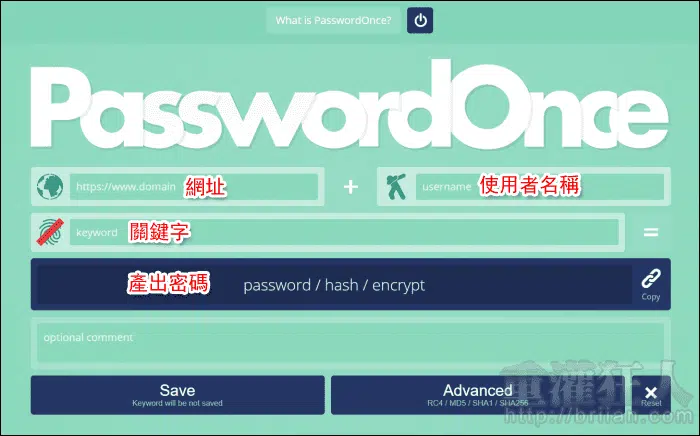 What is PasswordOnce?
PasswordOnce
https://www.domain 網址 + username 使用者名稱
keyword 關鍵字 =
產出密碼 password / hash / encrypt
Copy
optional comment
Save
Keyword will be not saved
Advanced
RC4 / MD5 / SHA1 / SHA256
Reset
重灌狂人
http://briian.com